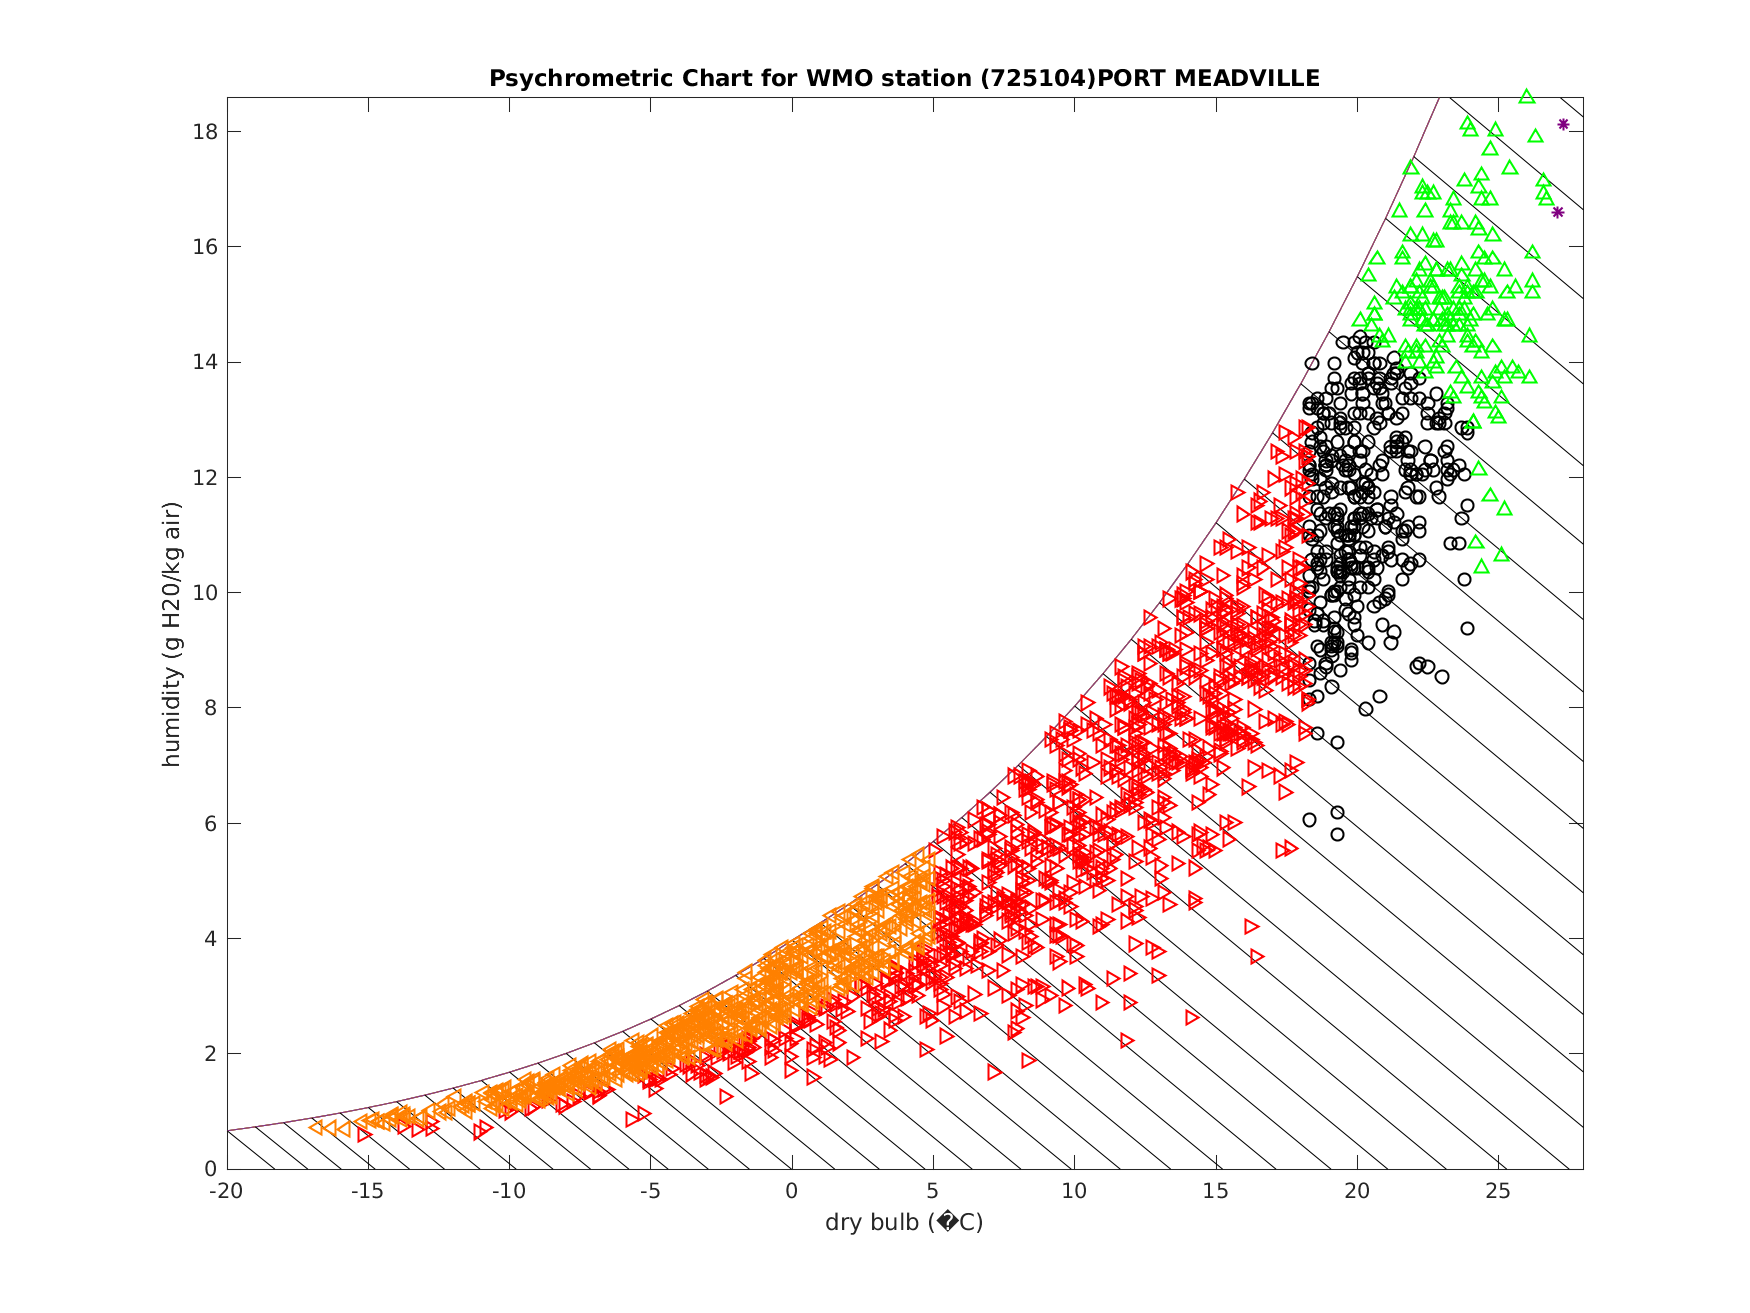 Psychrometric Chart for WMO station (725104)PORT MEADVILLE
18
16
14
12
10
8
6
4
2
0
humidity (g H20/kg air)
-20 -15 -10 -5 0 5 10 15 20 25
dry bulb (�C)